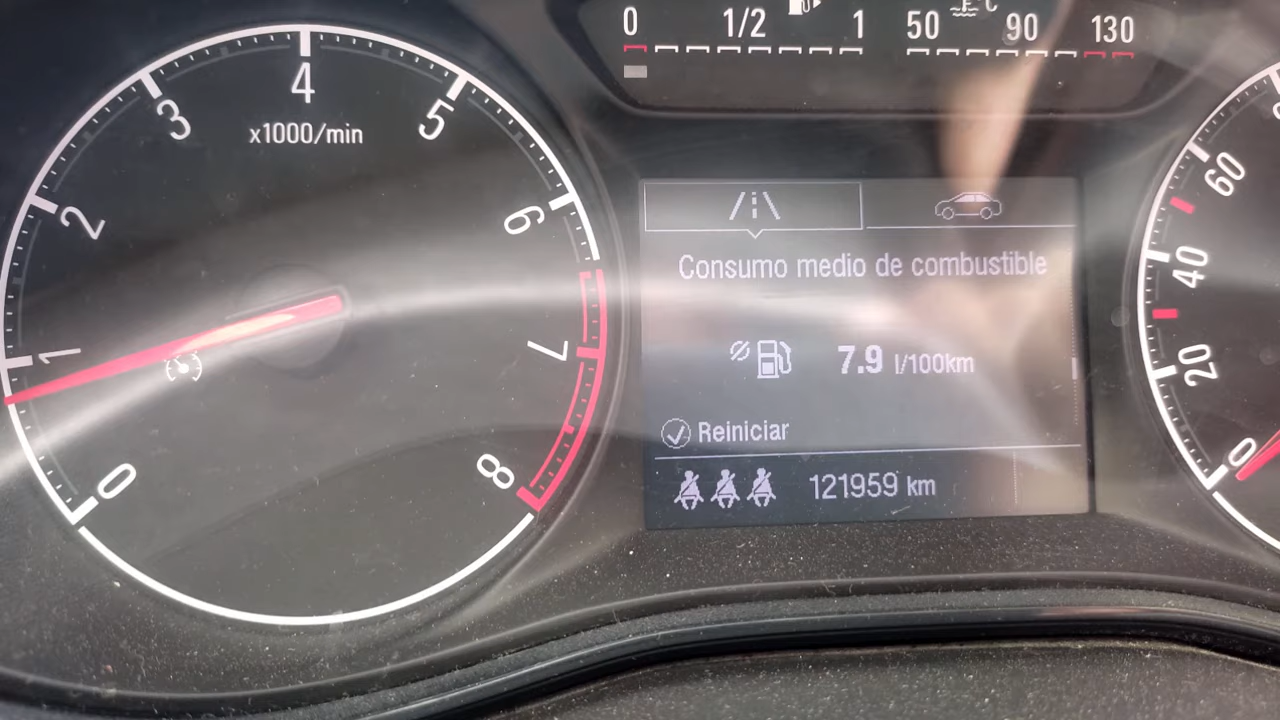 0 1/2 1 50 90 130
°C
4
3 5
x1000/min
2 6
1 7
0 8
60
40
20
0
Consumo medio de combustible
7.9 l/100km
Reiniciar
121959 km